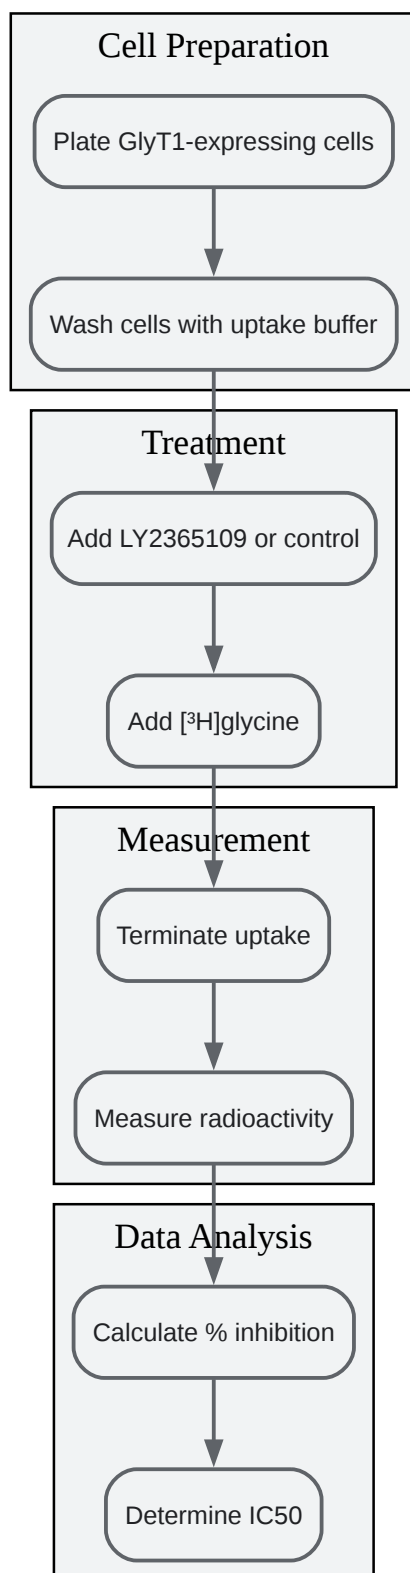 Cell Preparation
Plate GlyT1-expressing cells
Wash cells with uptake buffer
Treatment
Add LY2365109 or control
Add [³H]glycine
Measurement
Terminate uptake
Measure radioactivity
Data Analysis
Calculate % inhibition
Determine IC50